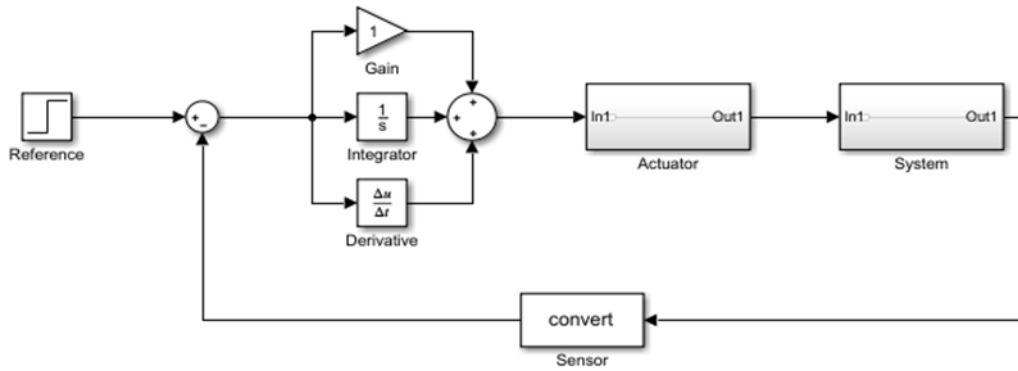 1
Gain
Reference
+
−
1
s
Integrator
+
+
+
Δu
Δt
Derivative
In1
Out1
Actuator
In1
Out1
System
convert
Sensor